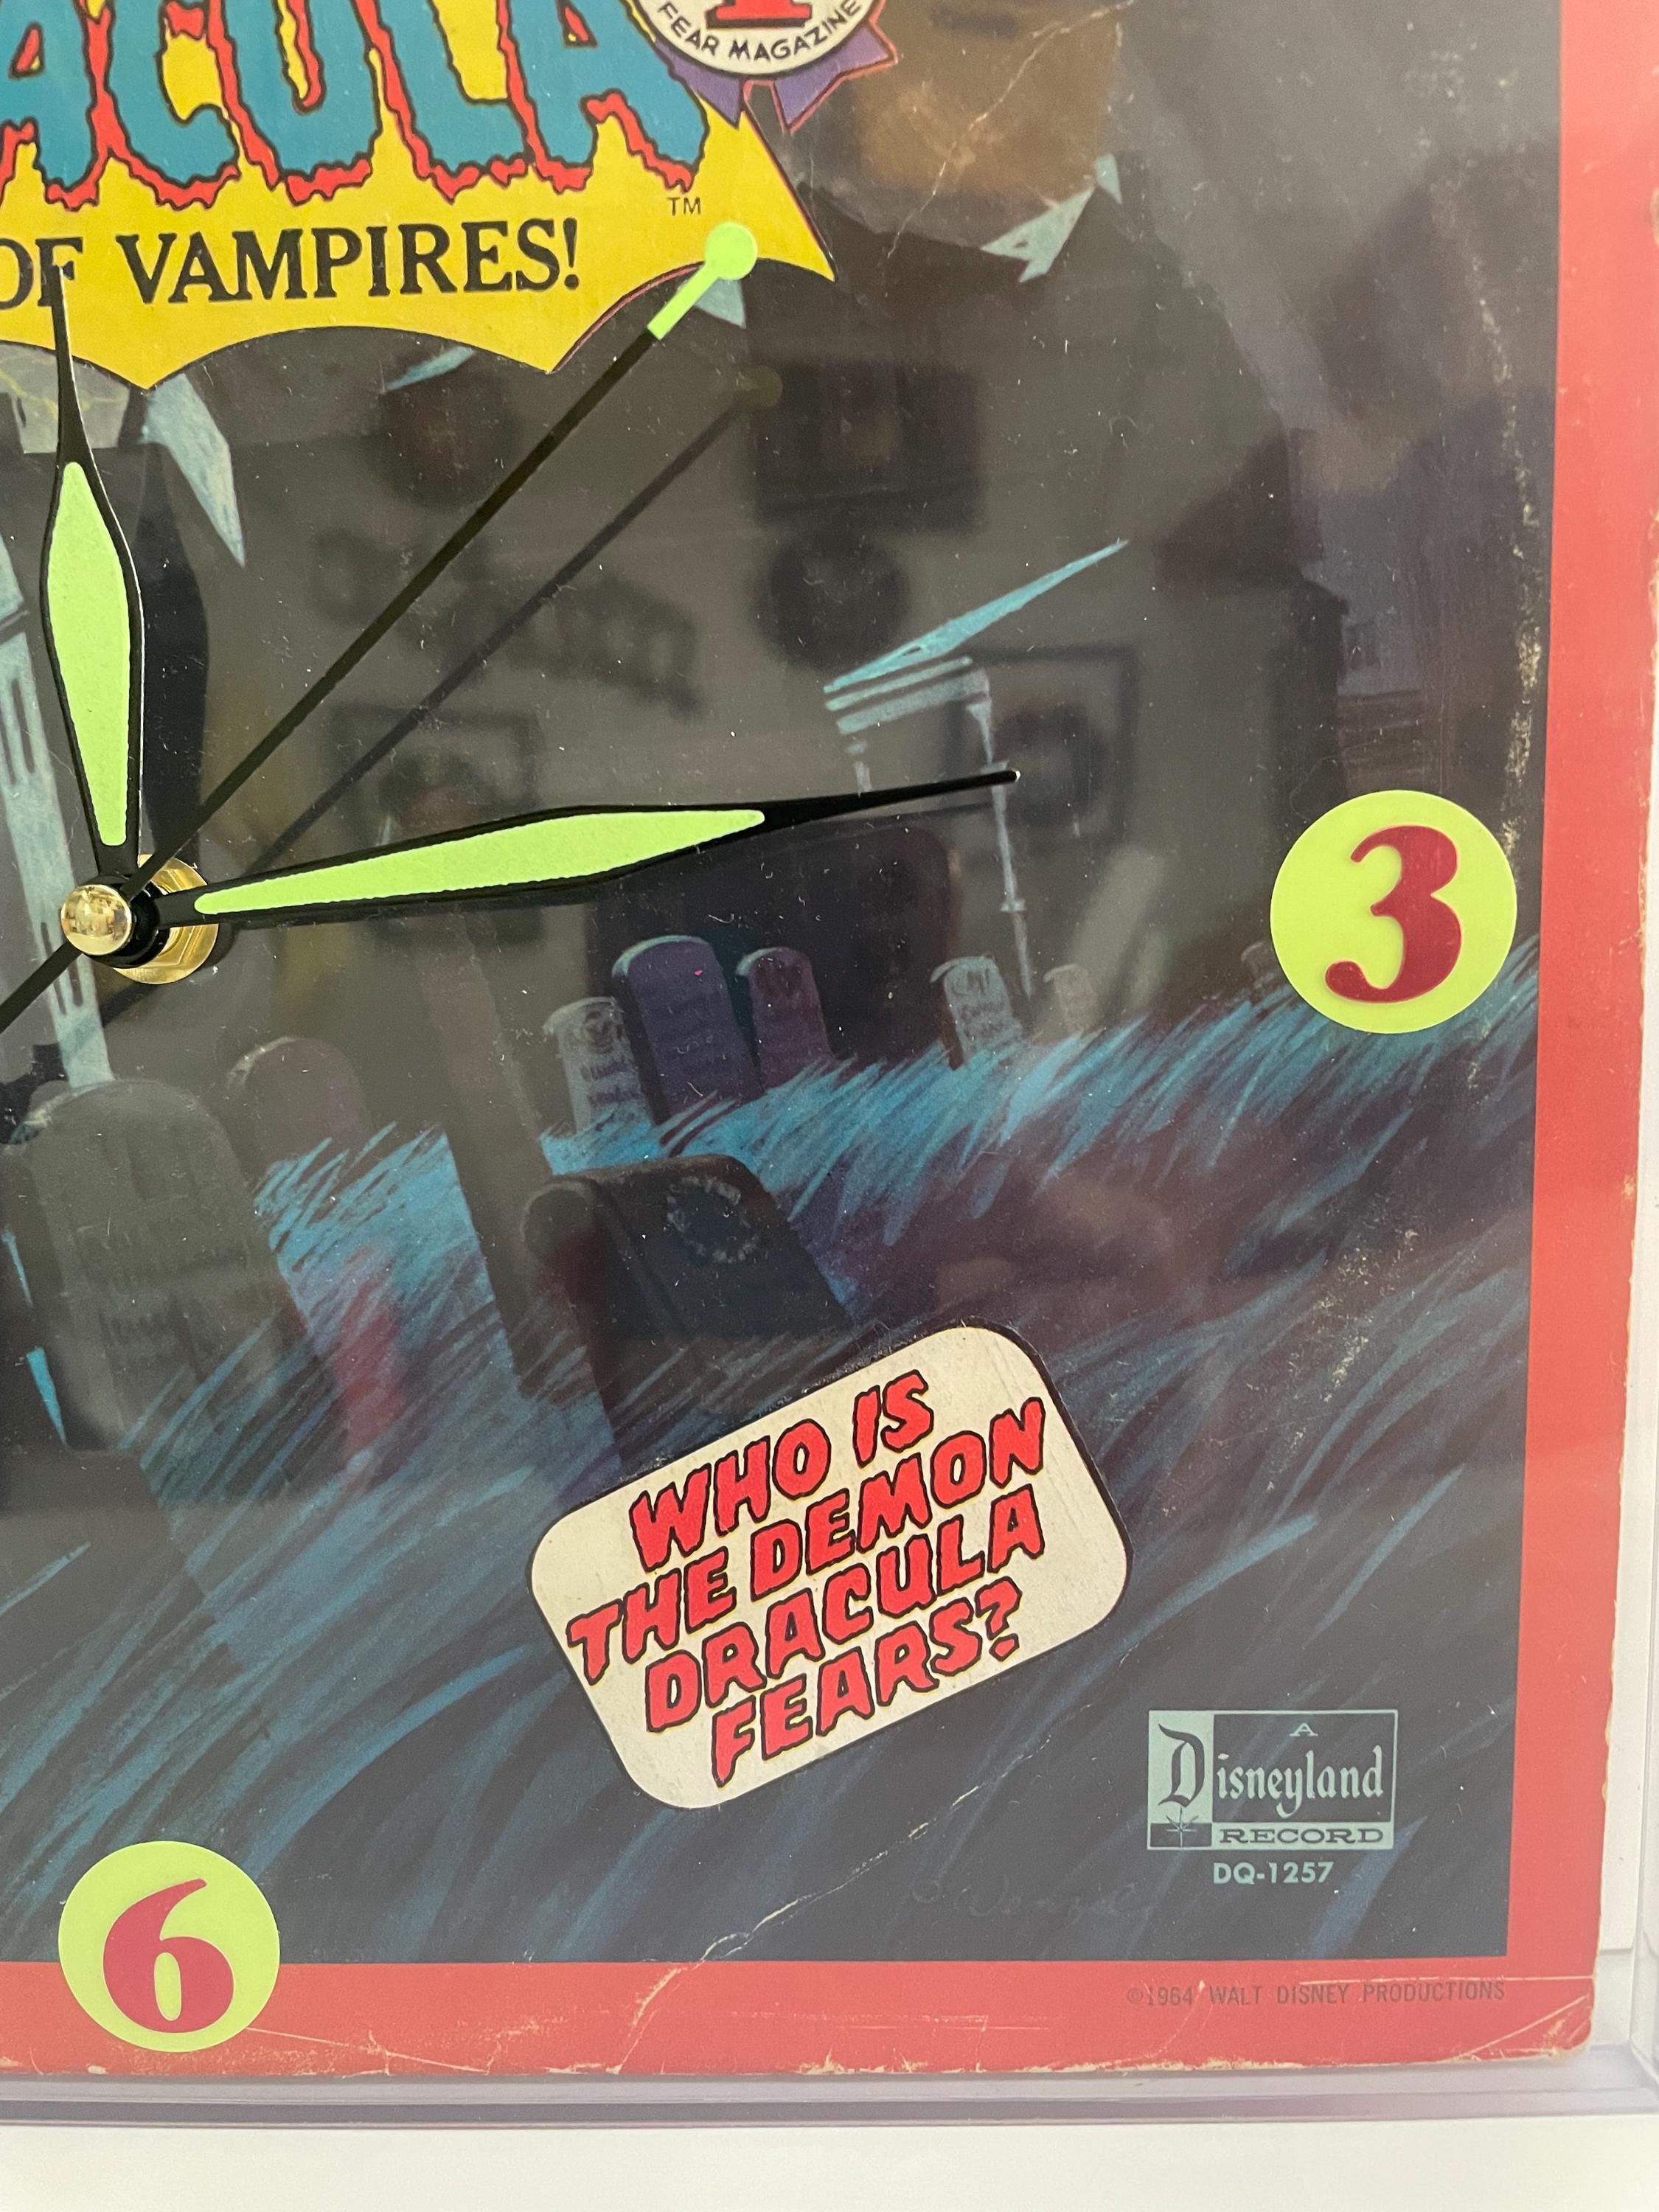 ACULA
FEAR MAGAZINE
TM
OF VAMPIRES!
3
WHO IS
THE DEMON
DRACULA
FEARS?
A
Disneyland
RECORD
DQ-1257
6
©1964 WALT DISNEY PRODUCTIONS